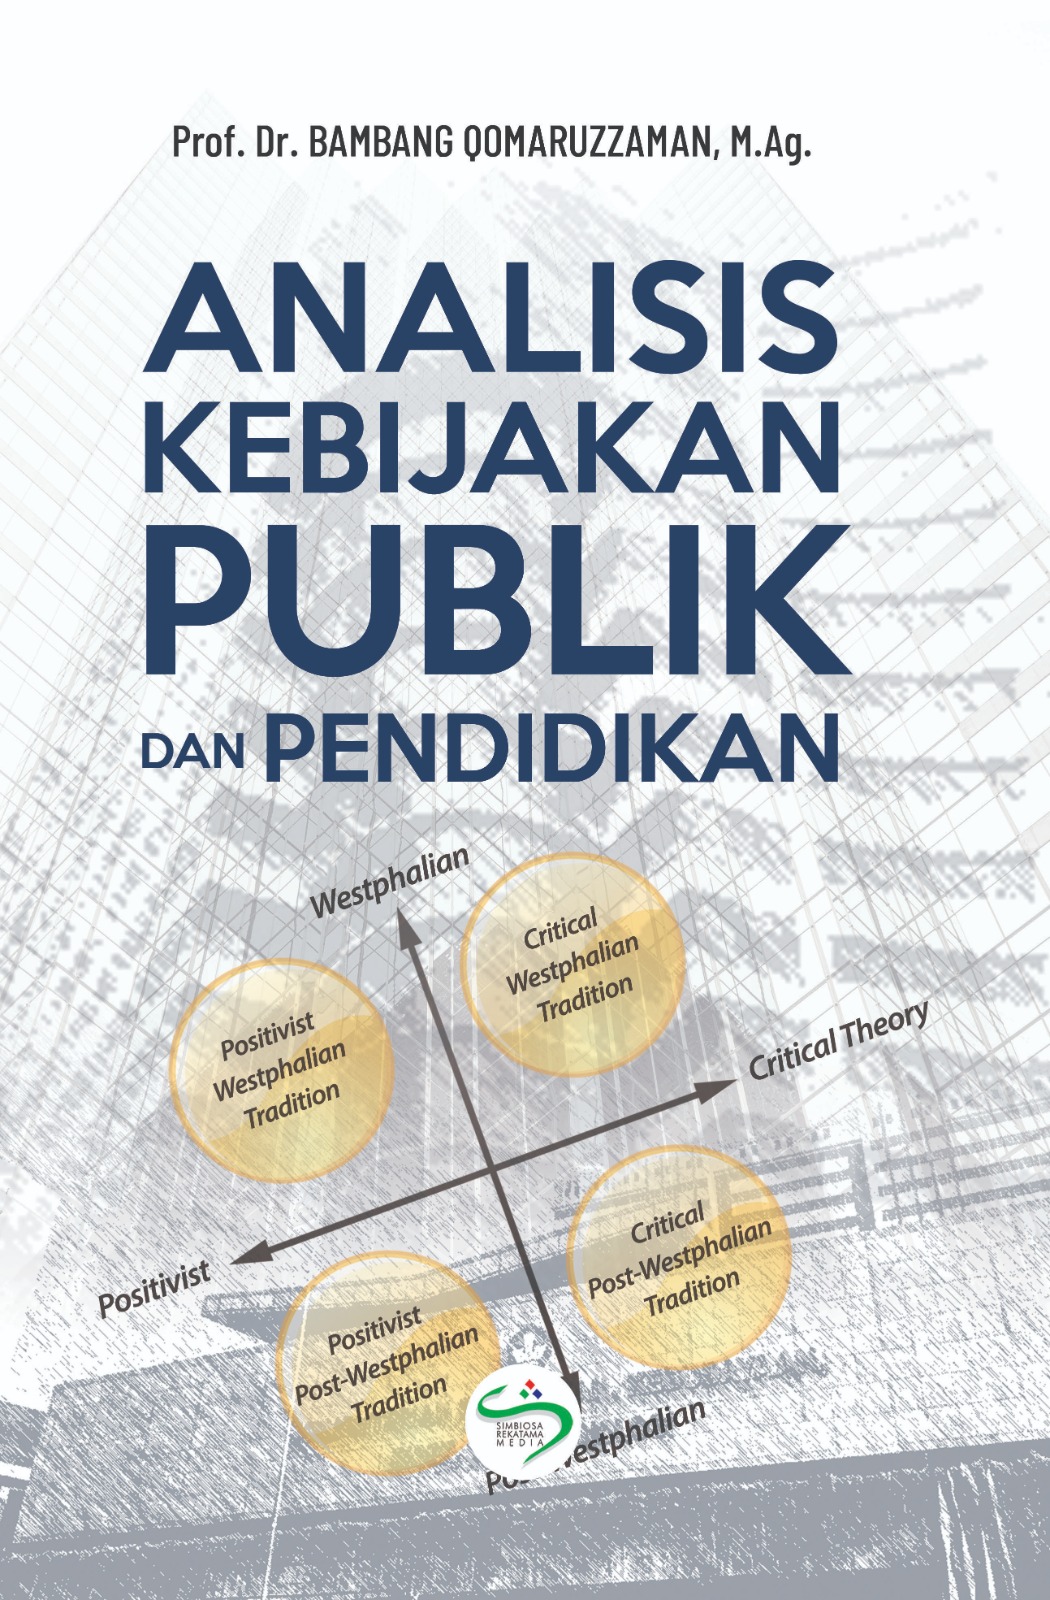 Prof. Dr. BAMBANG QOMARUZZAMAN, M.Ag.
ANALISIS
KEBIJAKAN
PUBLIK
DAN PENDIDIKAN
Westphalian
Critical
Westphalian
Tradition
Positivist
Westphalian
Tradition
Critical Theory
Positivist
Critical
Post-Westphalian
Tradition
Positivist
Post-Westphalian
Tradition
SIMBIOSA
REKATAMA
MEDIA